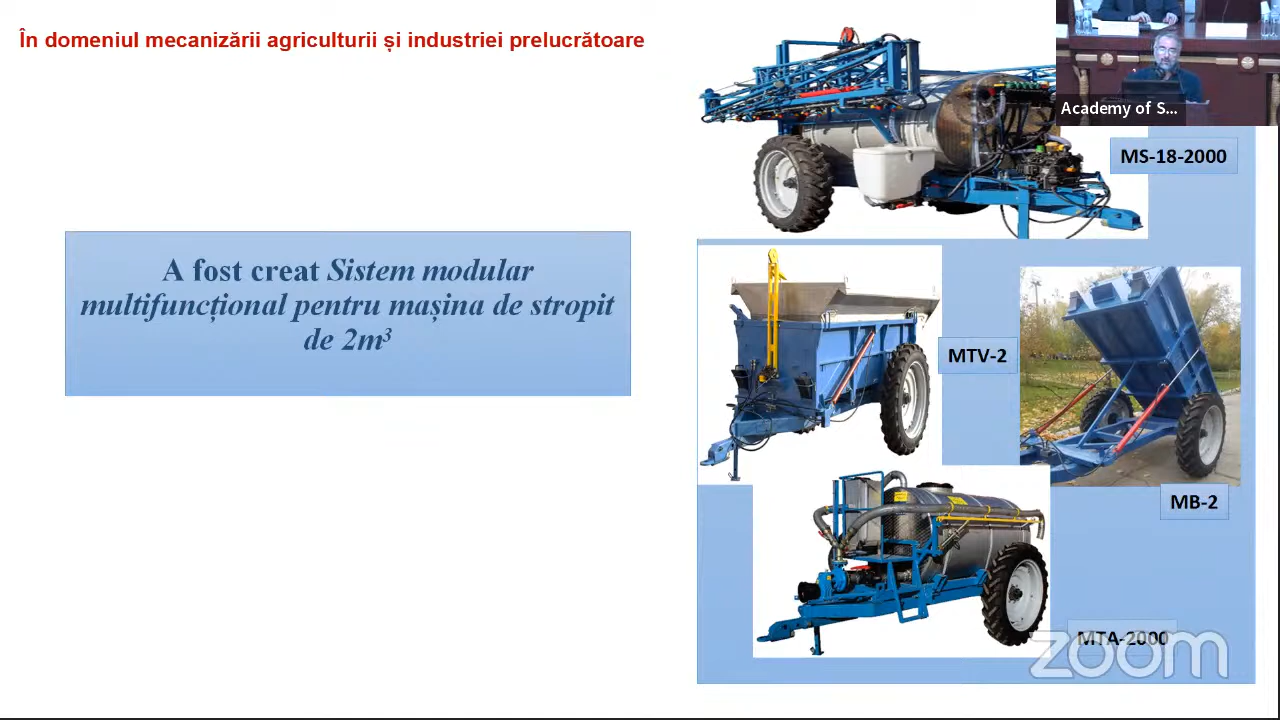 În domeniul mecanizării agriculturii și industriei prelucrătoare
Academy of S...
MS-18-2000
A fost creat Sistem modular
multifuncțional pentru mașina de stropit
de 2m³
MTV-2
MB-2
MTA-2000
zoom